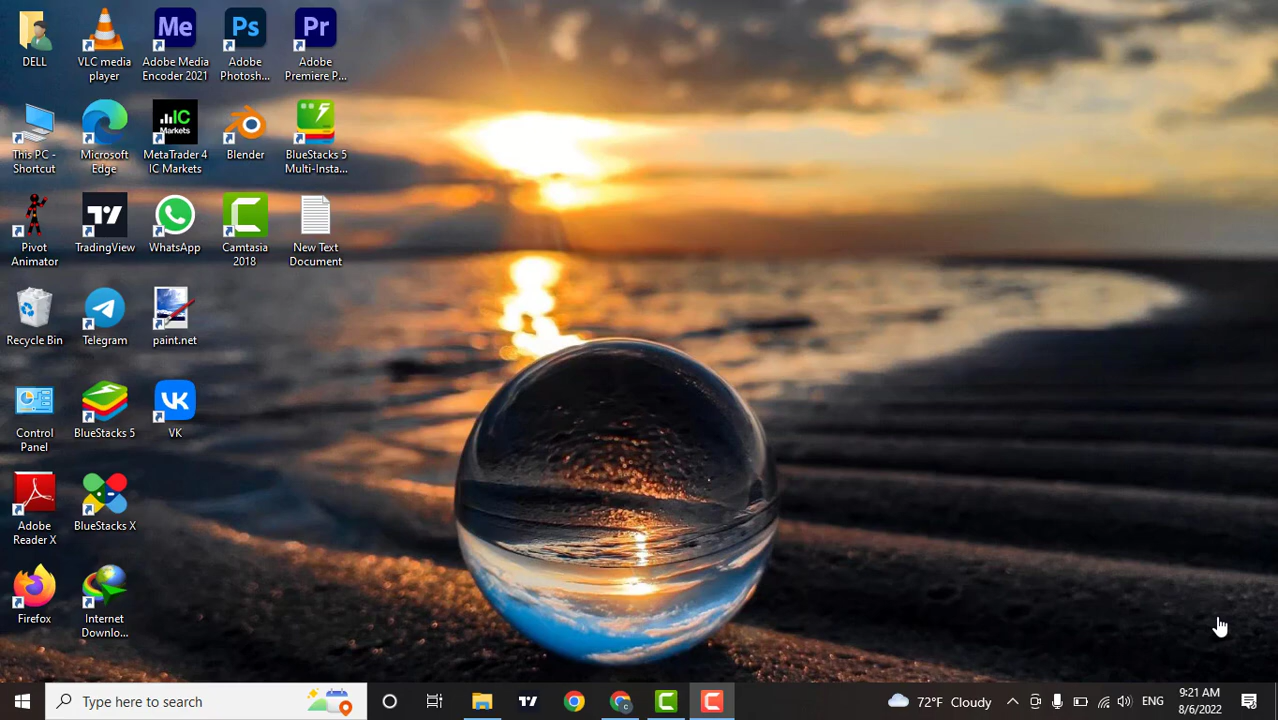 DELL
VLC media
player
Me
Adobe Media
Encoder 2021
Ps
Adobe
Photosh...
Pr
Adobe
Premiere P...
This PC -
Shortcut
Microsoft
Edge
IC
Markets
MetaTrader 4
IC Markets
Blender
BlueStacks 5
Multi-Insta...
Pivot
Animator
TradingView
WhatsApp
Camtasia
2018
New Text
Document
Recycle Bin
Telegram
paint.net
Control
Panel
BlueStacks 5
VK
VK
Adobe
Reader X
BlueStacks X
Firefox
Internet
Downlo...
Type here to search
72°F Cloudy
ENG
9:21 AM
8/6/2022